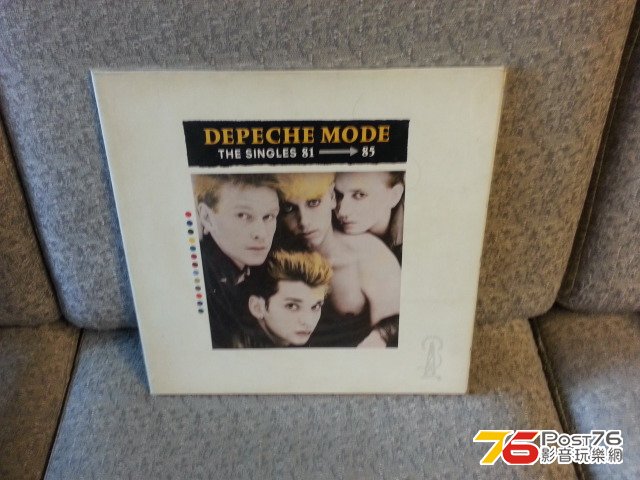 DEPECHE MODE
THE SINGLES 81 → 85
76 Post76
影音玩樂網